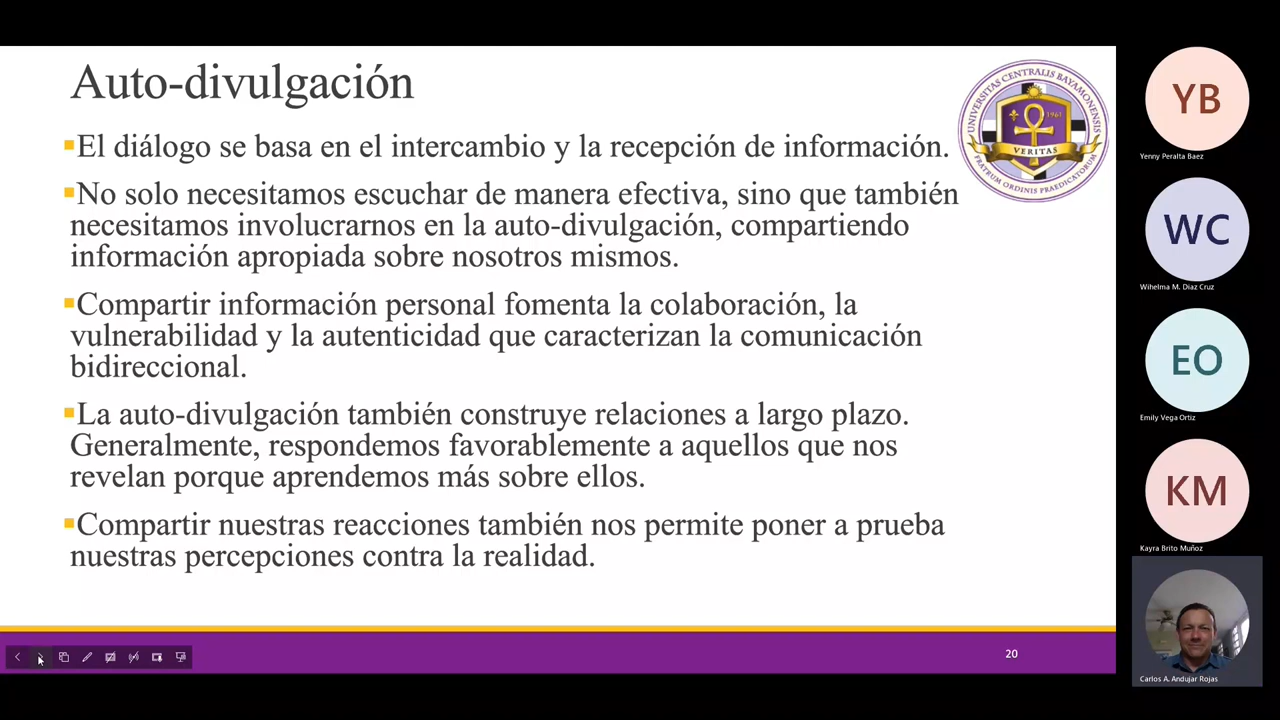 Auto-divulgación
El diálogo se basa en el intercambio y la recepción de información.
No solo necesitamos escuchar de manera efectiva, sino que también
necesitamos involucrarnos en la auto-divulgación, compartiendo
información apropiada sobre nosotros mismos.
Compartir información personal fomenta la colaboración, la
vulnerabilidad y la autenticidad que caracterizan la comunicación
bidireccional.
La auto-divulgación también construye relaciones a largo plazo.
Generalmente, respondemos favorablemente a aquellos que nos
revelan porque aprendemos más sobre ellos.
Compartir nuestras reacciones también nos permite poner a prueba
nuestras percepciones contra la realidad.
20
UNIVERSITAS CENTRALIS BAYAMONENSIS
1961
VERITAS
FRATRUM ORDINIS PRAEDICATORUM
YB
Yenny Peralta Baez
WC
Wihelma M. Diaz Cruz
EO
Emily Vega Ortiz
KM
Kayra Brito Muñoz
Carlos A. Andujar Rojas